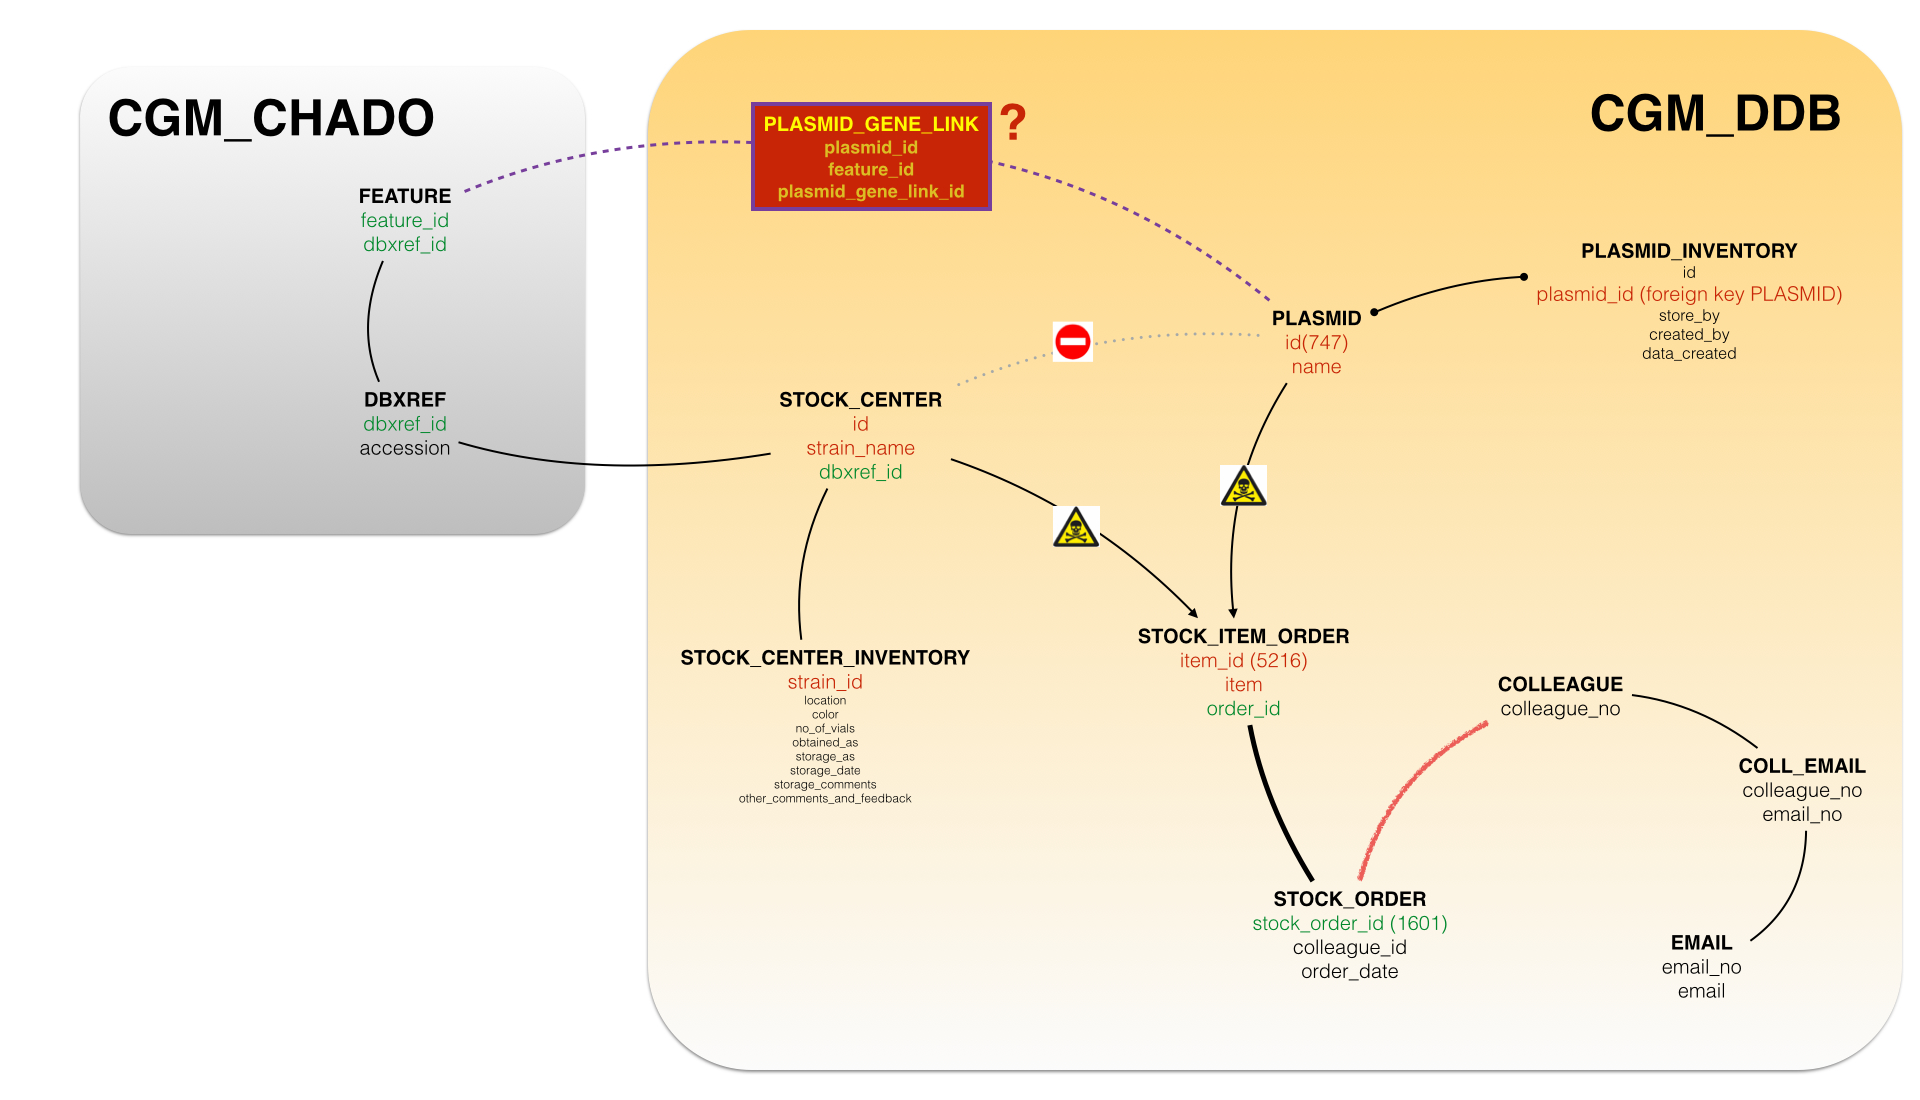 CGM_CHADO
FEATURE
feature_id
dbxref_id
DBXREF
dbxref_id
accession
CGM_DDB
PLASMID_GENE_LINK
plasmid_id
feature_id
plasmid_gene_link_id
?
PLASMID_INVENTORY
id
plasmid_id (foreign key PLASMID)
store_by
created_by
data_created
PLASMID
id(747)
name
STOCK_CENTER
id
strain_name
dbxref_id
STOCK_CENTER_INVENTORY
strain_id
location
color
no_of_vials
obtained_as
storage_as
storage_date
storage_comments
other_comments_and_feedback
STOCK_ITEM_ORDER
item_id (5216)
item
order_id
COLLEAGUE
colleague_no
COLL_EMAIL
colleague_no
email_no
STOCK_ORDER
stock_order_id (1601)
colleague_id
order_date
EMAIL
email_no
email